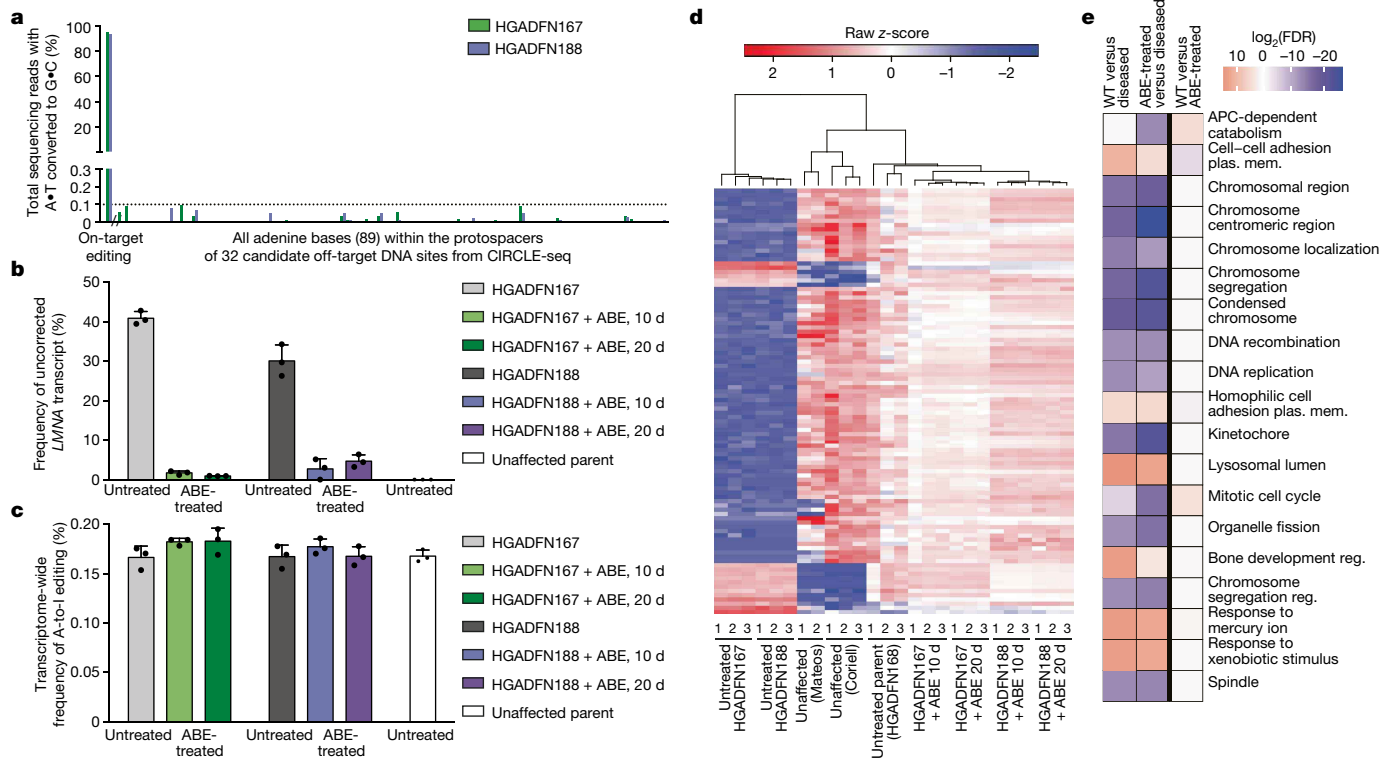 a
Total sequencing reads with
A•T converted to G•C (%)
100
80
60
40
20
0.3
0.2
0.1
0
On-target
editing
All adenine bases (89) within the protospacers
of 32 candidate off-target DNA sites from CIRCLE-seq
HGADFN167
HGADFN188
b
Frequency of uncorrected
LMNA transcript (%)
50
40
30
20
10
0
Untreated
ABE-
treated
Untreated
ABE-
treated
Untreated
HGADFN167
HGADFN167 + ABE, 10 d
HGADFN167 + ABE, 20 d
HGADFN188
HGADFN188 + ABE, 10 d
HGADFN188 + ABE, 20 d
Unaffected parent
c
Transcriptome-wide
frequency of A-to-I editing (%)
0.20
0.15
0.10
0.05
0
Untreated
ABE-
treated
Untreated
ABE-
treated
Untreated
HGADFN167
HGADFN167 + ABE, 10 d
HGADFN167 + ABE, 20 d
HGADFN188
HGADFN188 + ABE, 10 d
HGADFN188 + ABE, 20 d
Unaffected parent
d
Raw z-score
2 1 0 −1 −2
1 2 3 1 2 3 1 2 1 2 3 1 2 3 1 2 3 1 2 3 1 2 3 1 2 3
Untreated
HGADFN167
Untreated
HGADFN188
Unaffected
(Mateos)
Unaffected
(Coriell)
Untreated parent
(HGADFN168)
HGADFN167
+ ABE 10 d
HGADFN167
+ ABE 20 d
HGADFN188
+ ABE 10 d
HGADFN188
+ ABE 20 d
e
WT versus
diseased
ABE-treated
versus diseased
WT versus
ABE-treated
log2(FDR)
10 0 −10 −20
APC-dependent
catabolism
Cell–cell adhesion
plas. mem.
Chromosomal region
Chromosome
centromeric region
Chromosome localization
Chromosome
segregation
Condensed
chromosome
DNA recombination
DNA replication
Homophilic cell
adhesion plas. mem.
Kinetochore
Lysosomal lumen
Mitotic cell cycle
Organelle fission
Bone development reg.
Chromosome
segregation reg.
Response to
mercury ion
Response to
xenobiotic stimulus
Spindle